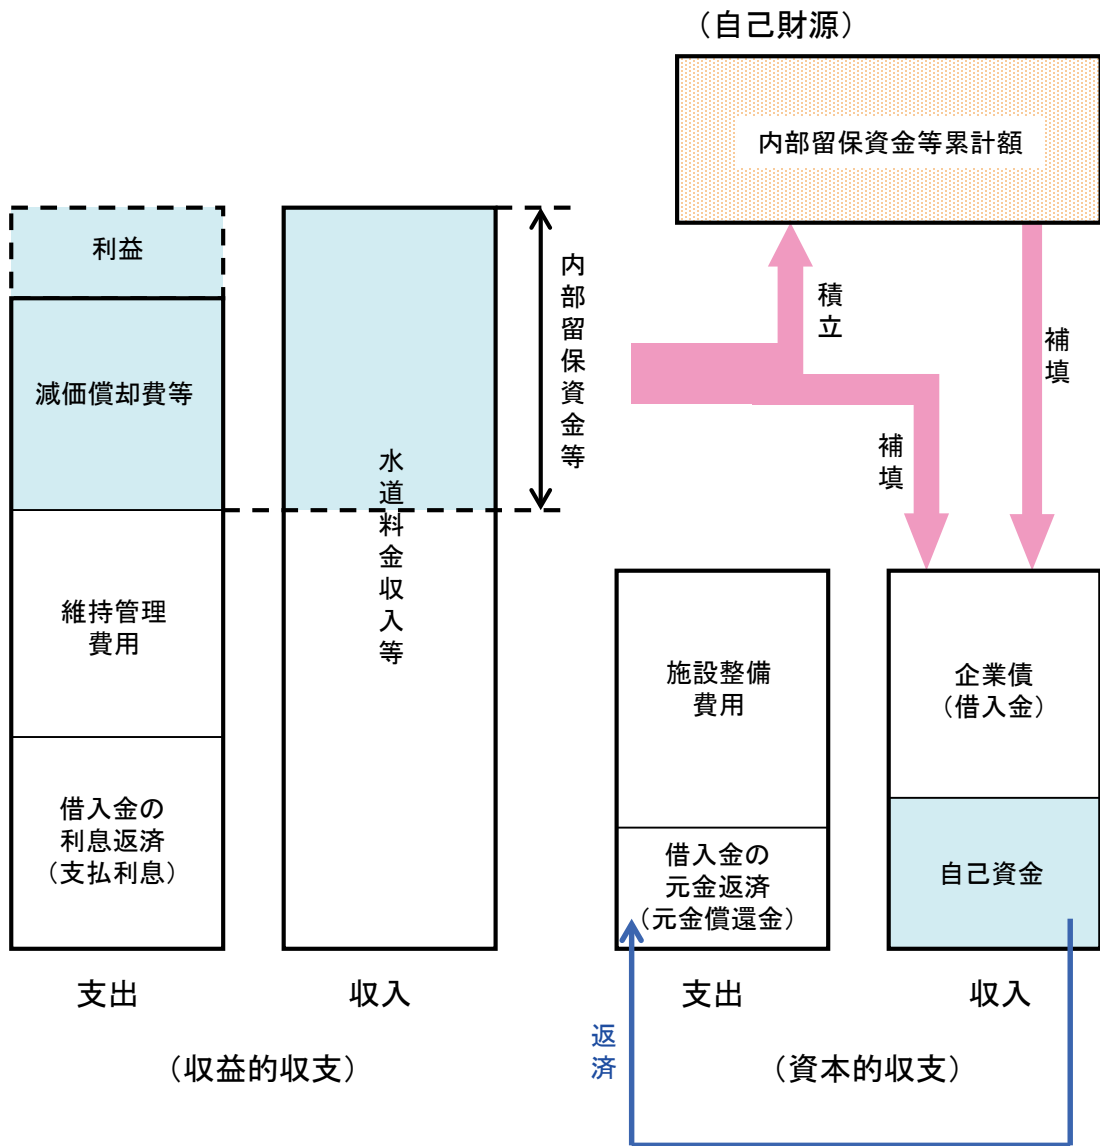 （自己財源）
内部留保資金等累計額
利益
減価償却費等
維持管理
費用
借入金の
利息返済
（支払利息）
水道料金収入等
内部留保資金等
積立
補填
補填
施設整備
費用
借入金の
元金返済
（元金償還金）
企業債
（借入金）
自己資金
支出
収入
支出
収入
返済
（収益的収支）
（資本的収支）